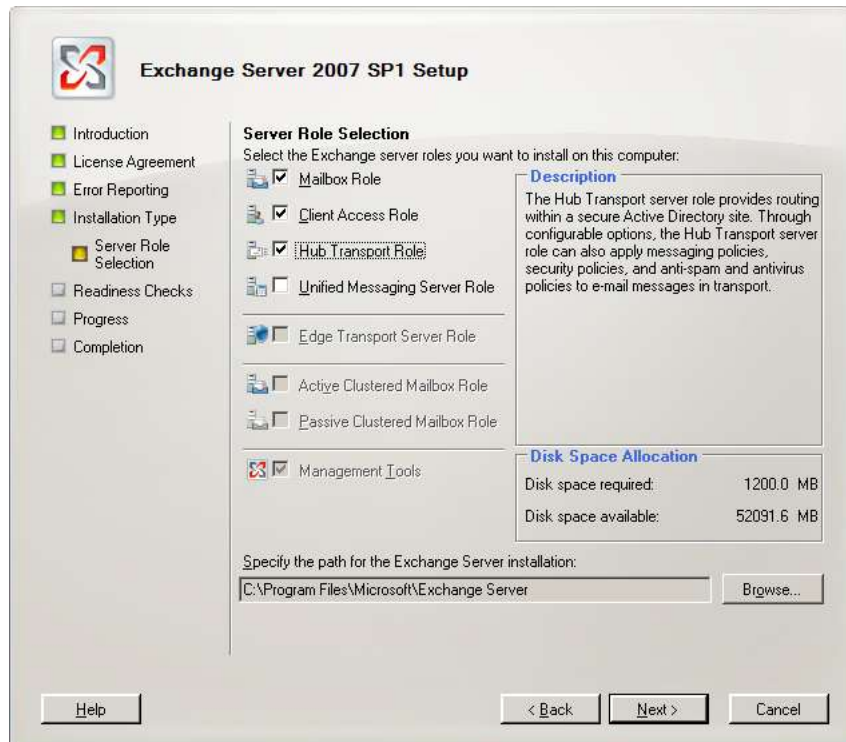 Exchange Server 2007 SP1 Setup
Introduction
License Agreement
Error Reporting
Installation Type
Server Role
Selection
Readiness Checks
Progress
Completion
Server Role Selection
Select the Exchange server roles you want to install on this computer:
Mailbox Role
Client Access Role
Hub Transport Role
Unified Messaging Server Role
Edge Transport Server Role
Active Clustered Mailbox Role
Passive Clustered Mailbox Role
Management Tools
Description
The Hub Transport server role provides routing
within a secure Active Directory site. Through
configurable options, the Hub Transport server
role can also apply messaging policies,
security policies, and anti-spam and antivirus
policies to e-mail messages in transport.
Disk Space Allocation
Disk space required: 1200.0 MB
Disk space available: 52091.6 MB
Specify the path for the Exchange Server installation:
C:\Program Files\Microsoft\Exchange Server
Browse...
Help
< Back
Next >
Cancel